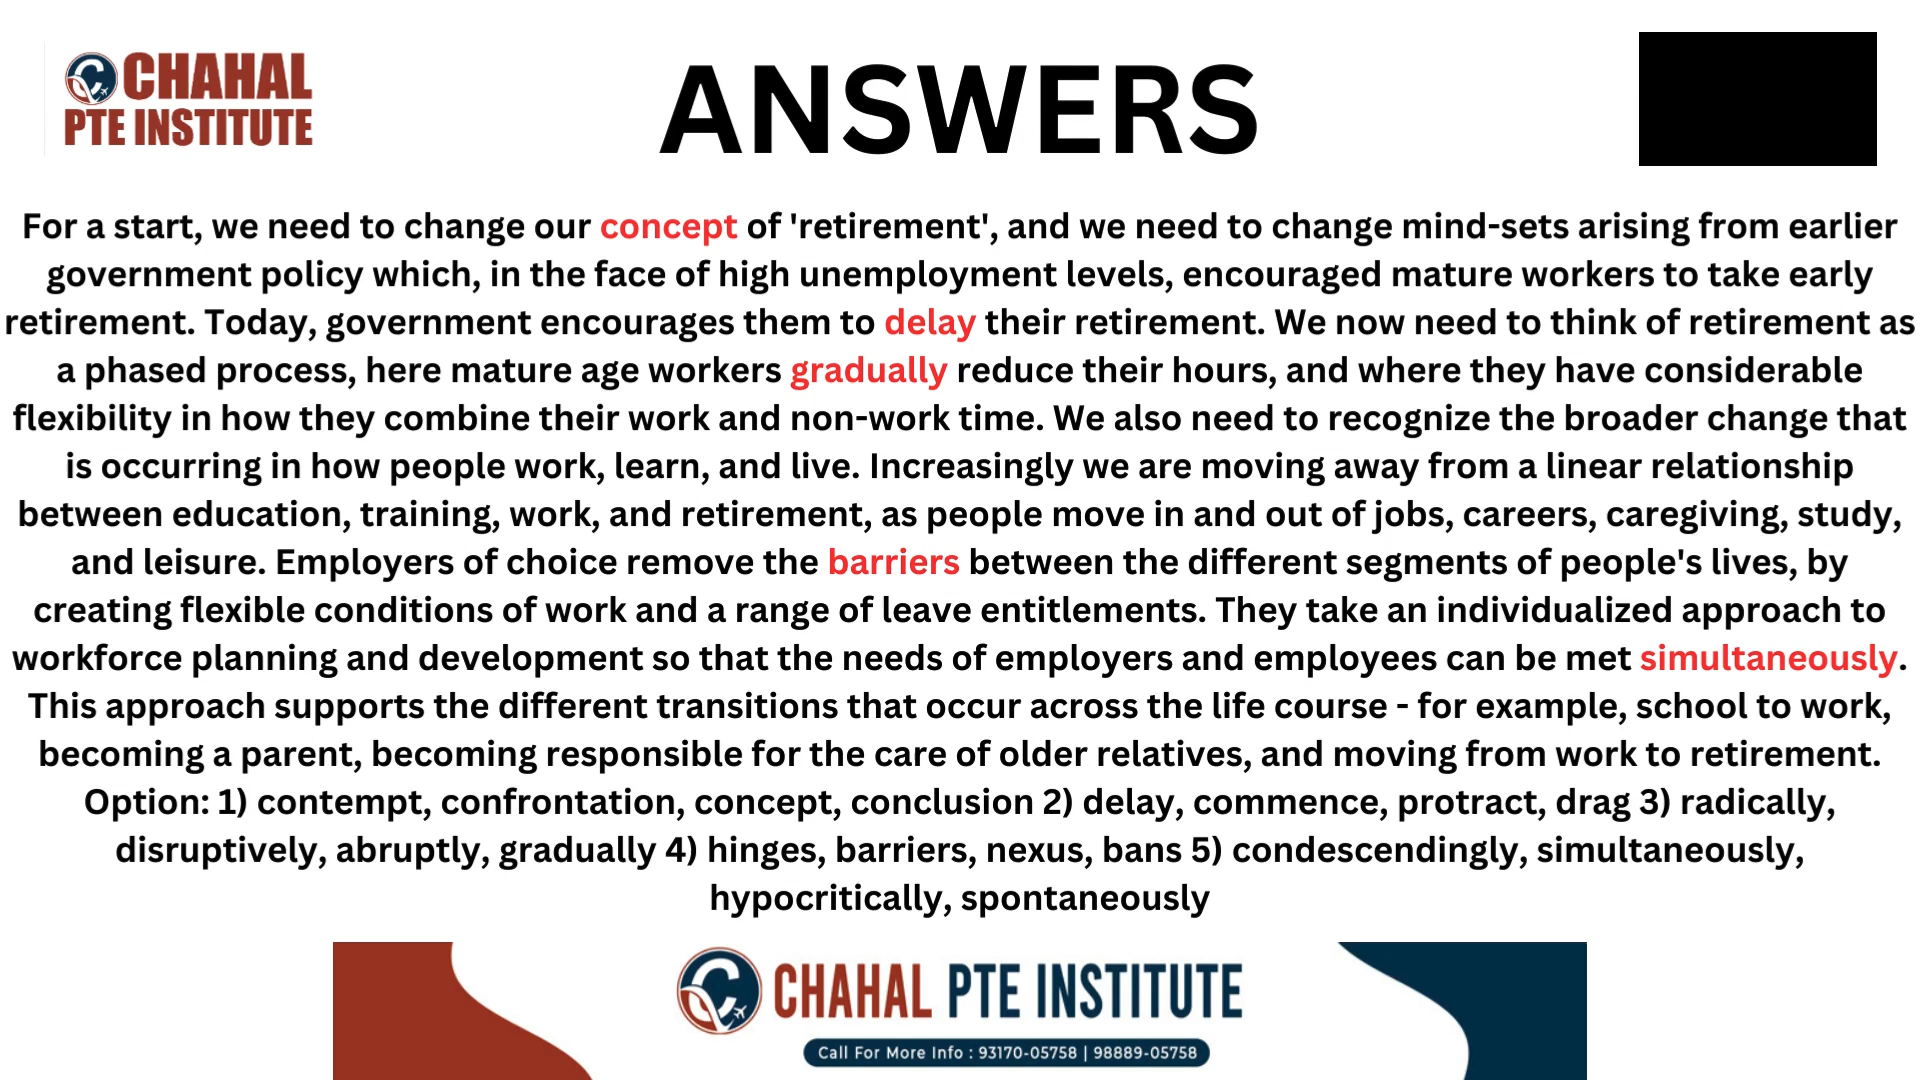 CHAHAL
PTE INSTITUTE
ANSWERS
For a start, we need to change our concept of 'retirement', and we need to change mind-sets arising from earlier
government policy which, in the face of high unemployment levels, encouraged mature workers to take early
retirement. Today, government encourages them to delay their retirement. We now need to think of retirement as
a phased process, here mature age workers gradually reduce their hours, and where they have considerable
flexibility in how they combine their work and non-work time. We also need to recognize the broader change that
is occurring in how people work, learn, and live. Increasingly we are moving away from a linear relationship
between education, training, work, and retirement, as people move in and out of jobs, careers, caregiving, study,
and leisure. Employers of choice remove the barriers between the different segments of people's lives, by
creating flexible conditions of work and a range of leave entitlements. They take an individualized approach to
workforce planning and development so that the needs of employers and employees can be met simultaneously.
This approach supports the different transitions that occur across the life course - for example, school to work,
becoming a parent, becoming responsible for the care of older relatives, and moving from work to retirement.
Option: 1) contempt, confrontation, concept, conclusion 2) delay, commence, protract, drag 3) radically,
disruptively, abruptly, gradually 4) hinges, barriers, nexus, bans 5) condescendingly, simultaneously,
hypocritically, spontaneously
CHAHAL PTE INSTITUTE
Call For More Info : 93170-05758 | 98889-05758